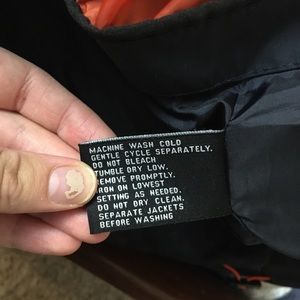 MACHINE WASH COLD
GENTLE CYCLE SEPARATELY.
DO NOT BLEACH
TUMBLE DRY LOW.
REMOVE PROMPTLY.
IRON ON LOWEST
SETTING AS NEEDED.
DO NOT DRY CLEAN.
SEPARATE JACKETS
BEFORE WASHING